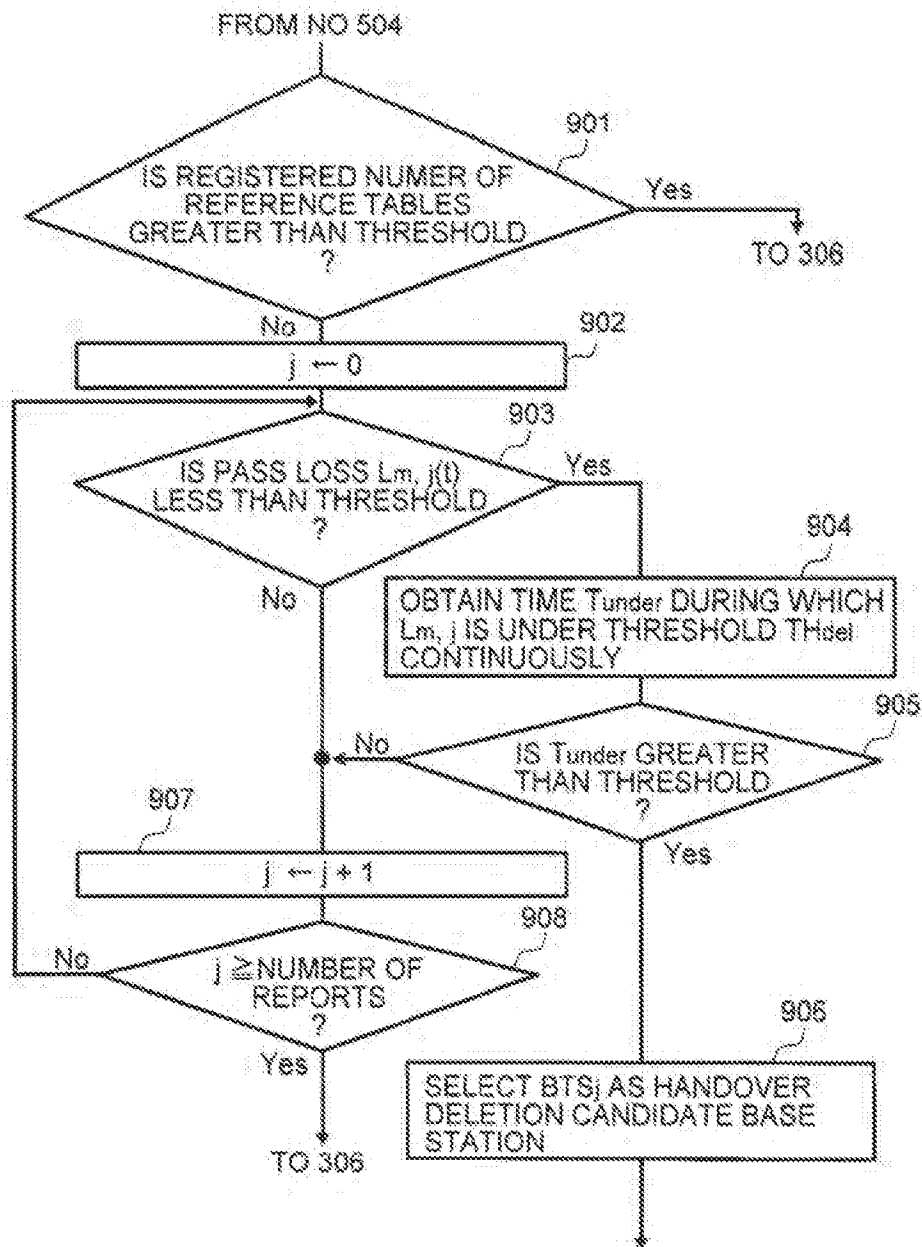 FROM NO 504
901
IS REGISTERED NUMER OF
REFERENCE TABLES
GREATER THAN THRESHOLD
?
Yes
TO 306
No
902
j ← 0
903
IS PASS LOSS Lm, j(t)
LESS THAN THRESHOLD
?
Yes
No
904
OBTAIN TIME Tunder DURING WHICH
Lm, j IS UNDER THRESHOLD THdel
CONTINUOUSLY
905
IS Tunder GREATER
THAN THRESHOLD
?
No
Yes
907
j ← j + 1
908
j ≧ NUMBER OF
REPORTS
?
No
Yes
TO 306
906
SELECT BTSj AS HANDOVER
DELETION CANDIDATE BASE
STATION